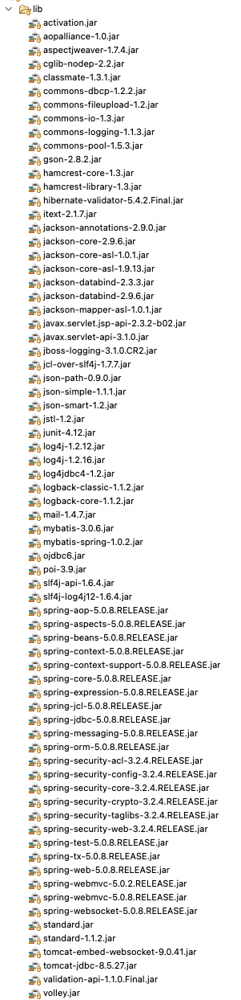 lib
activation.jar
aopalliance-1.0.jar
aspectjweaver-1.7.4.jar
cglib-nodep-2.2.jar
classmate-1.3.1.jar
commons-dbcp-1.2.2.jar
commons-fileupload-1.2.jar
commons-io-1.3.jar
commons-logging-1.1.3.jar
commons-pool-1.5.3.jar
gson-2.8.2.jar
hamcrest-core-1.3.jar
hamcrest-library-1.3.jar
hibernate-validator-5.4.2.Final.jar
itext-2.1.7.jar
jackson-annotations-2.9.0.jar
jackson-core-2.9.6.jar
jackson-core-asl-1.0.1.jar
jackson-core-asl-1.9.13.jar
jackson-databind-2.3.3.jar
jackson-databind-2.9.6.jar
jackson-mapper-asl-1.0.1.jar
javax.servlet.jsp-api-2.3.2-b02.jar
javax.servlet-api-3.1.0.jar
jboss-logging-3.1.0.CR2.jar
jcl-over-slf4j-1.7.7.jar
json-path-0.9.0.jar
json-simple-1.1.1.jar
json-smart-1.2.jar
jstl-1.2.jar
junit-4.12.jar
log4j-1.2.12.jar
log4j-1.2.16.jar
log4jdbc4-1.2.jar
logback-classic-1.1.2.jar
logback-core-1.1.2.jar
mail-1.4.7.jar
mybatis-3.0.6.jar
mybatis-spring-1.0.2.jar
ojdbc6.jar
poi-3.9.jar
slf4j-api-1.6.4.jar
slf4j-log4j12-1.6.4.jar
spring-aop-5.0.8.RELEASE.jar
spring-aspects-5.0.8.RELEASE.jar
spring-beans-5.0.8.RELEASE.jar
spring-context-5.0.8.RELEASE.jar
spring-context-support-5.0.8.RELEASE.jar
spring-core-5.0.8.RELEASE.jar
spring-expression-5.0.8.RELEASE.jar
spring-jcl-5.0.8.RELEASE.jar
spring-jdbc-5.0.8.RELEASE.jar
spring-messaging-5.0.8.RELEASE.jar
spring-orm-5.0.8.RELEASE.jar
spring-security-acl-3.2.4.RELEASE.jar
spring-security-config-3.2.4.RELEASE.jar
spring-security-core-3.2.4.RELEASE.jar
spring-security-crypto-3.2.4.RELEASE.jar
spring-security-taglibs-3.2.4.RELEASE.jar
spring-security-web-3.2.4.RELEASE.jar
spring-test-5.0.8.RELEASE.jar
spring-tx-5.0.8.RELEASE.jar
spring-web-5.0.8.RELEASE.jar
spring-webmvc-5.0.2.RELEASE.jar
spring-webmvc-5.0.8.RELEASE.jar
spring-websocket-5.0.8.RELEASE.jar
standard.jar
standard-1.1.2.jar
tomcat-embed-websocket-9.0.41.jar
tomcat-jdbc-8.5.27.jar
validation-api-1.1.0.Final.jar
volley.jar